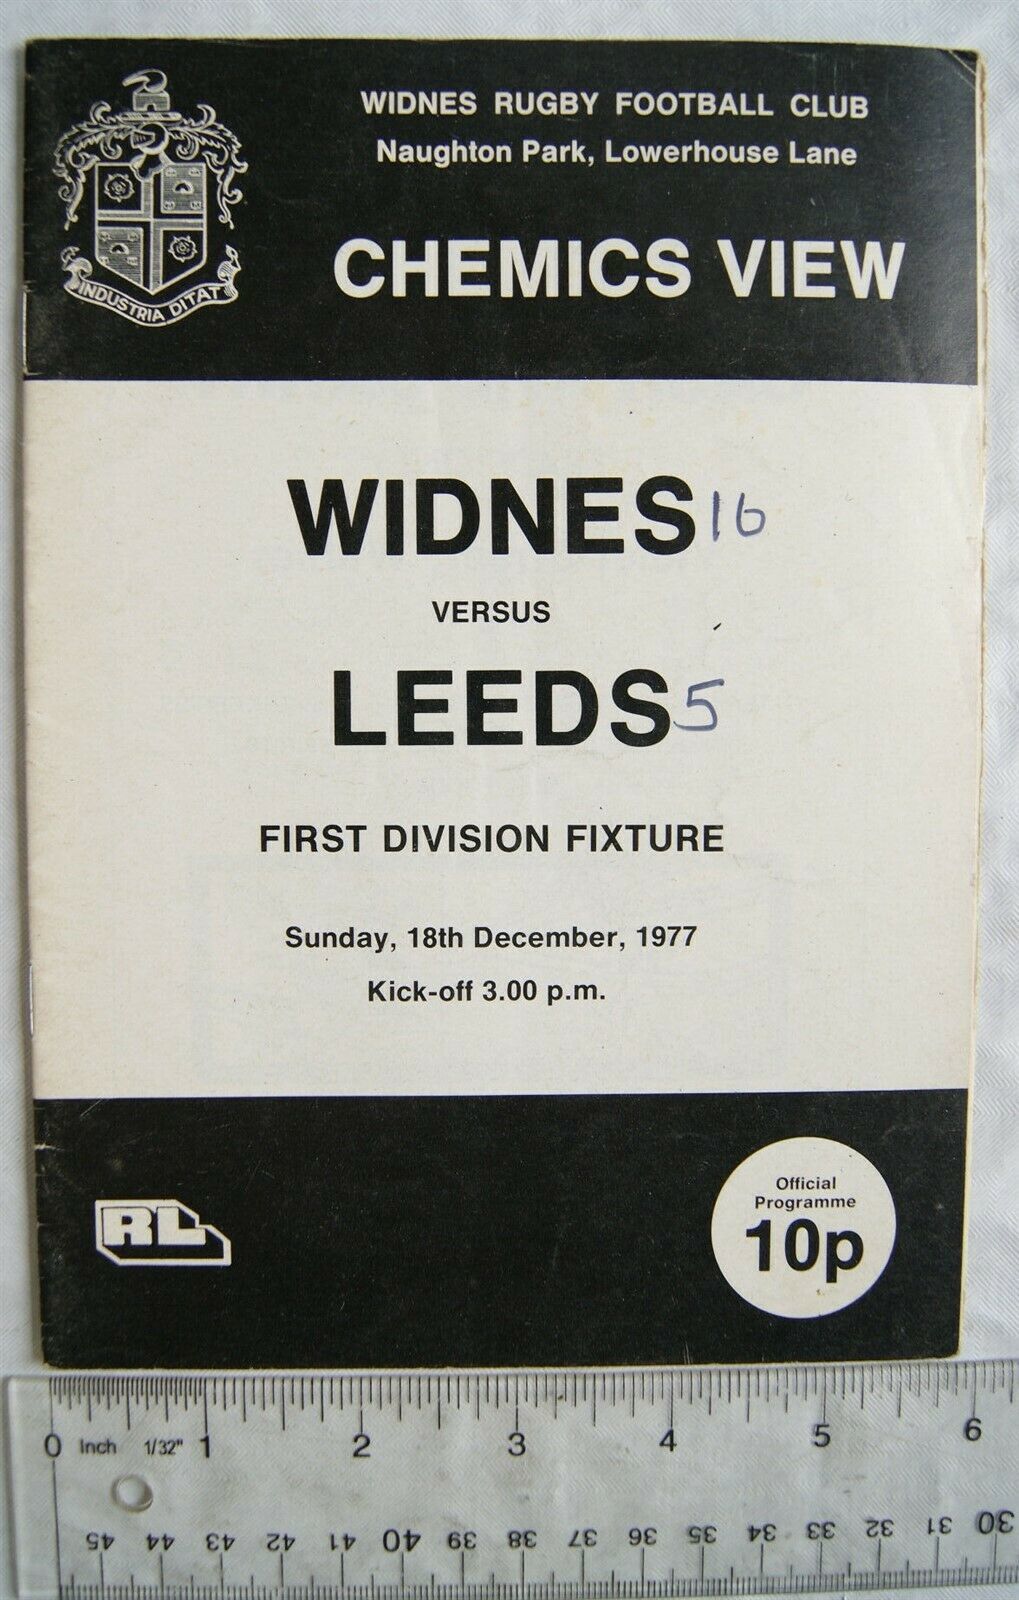 WIDNES RUGBY FOOTBALL CLUB
Naughton Park, Lowerhouse Lane
CHEMICS VIEW
INDUSTRIA DITAT
WIDNES 16
VERSUS
LEEDS 5
FIRST DIVISION FIXTURE
Sunday, 18th December, 1977
Kick-off 3.00 p.m.
RL
Official
Programme
10p
0 Inch 1/32" 1 2 3 4 5 6
45 44 43 42 41 40 39 38 37 36 35 34 33 32 31 30